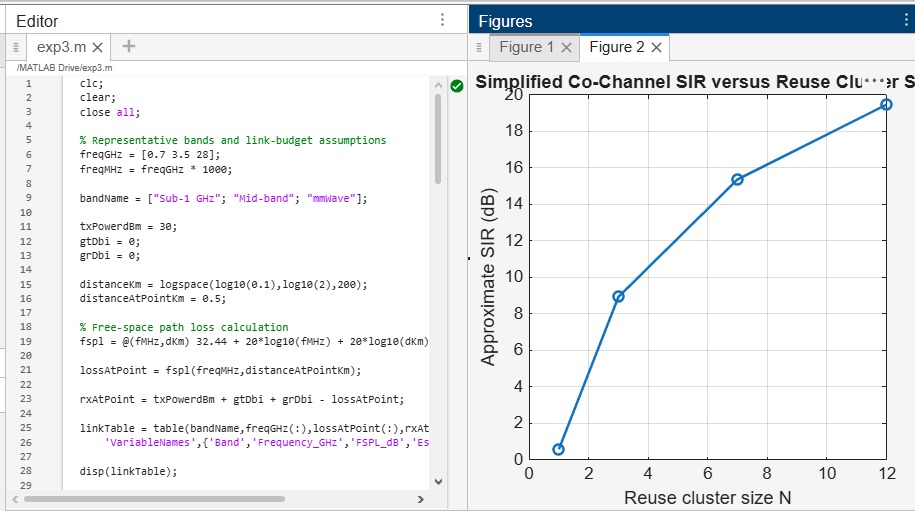 Editor
exp3.m
/MATLAB Drive/exp3.m
1 clc;
2 clear;
3 close all;
4
5 % Representative bands and link-budget assumptions
6 freqGHz = [0.7 3.5 28];
7 freqMHz = freqGHz * 1000;
8
9 bandName = ["Sub-1 GHz"; "Mid-band"; "mmWave"];
10
11 txPowerdBm = 30;
12 gtDbi = 0;
13 grDbi = 0;
14
15 distanceKm = logspace(log10(0.1),log10(2),200);
16 distanceAtPointKm = 0.5;
17
18 % Free-space path loss calculation
19 fspl = @(fMHz,dKm) 32.44 + 20*log10(fMHz) + 20*log10(dKm)
20
21 lossAtPoint = fspl(freqMHz,distanceAtPointKm);
22
23 rxAtPoint = txPowerdBm + gtDbi + grDbi - lossAtPoint;
24
25 linkTable = table(bandName,freqGHz(:),lossAtPoint(:),rxAt
26 'VariableNames',{'Band','Frequency_GHz','FSPL_dB','Es
27
28 disp(linkTable);
29
Figures
Figure 1
Figure 2
Simplified Co-Channel SIR versus Reuse Clu er S
20
18
16
14
12
10
8
6
4
2
0
Approximate SIR (dB)
0 2 4 6 8 10 12
Reuse cluster size N